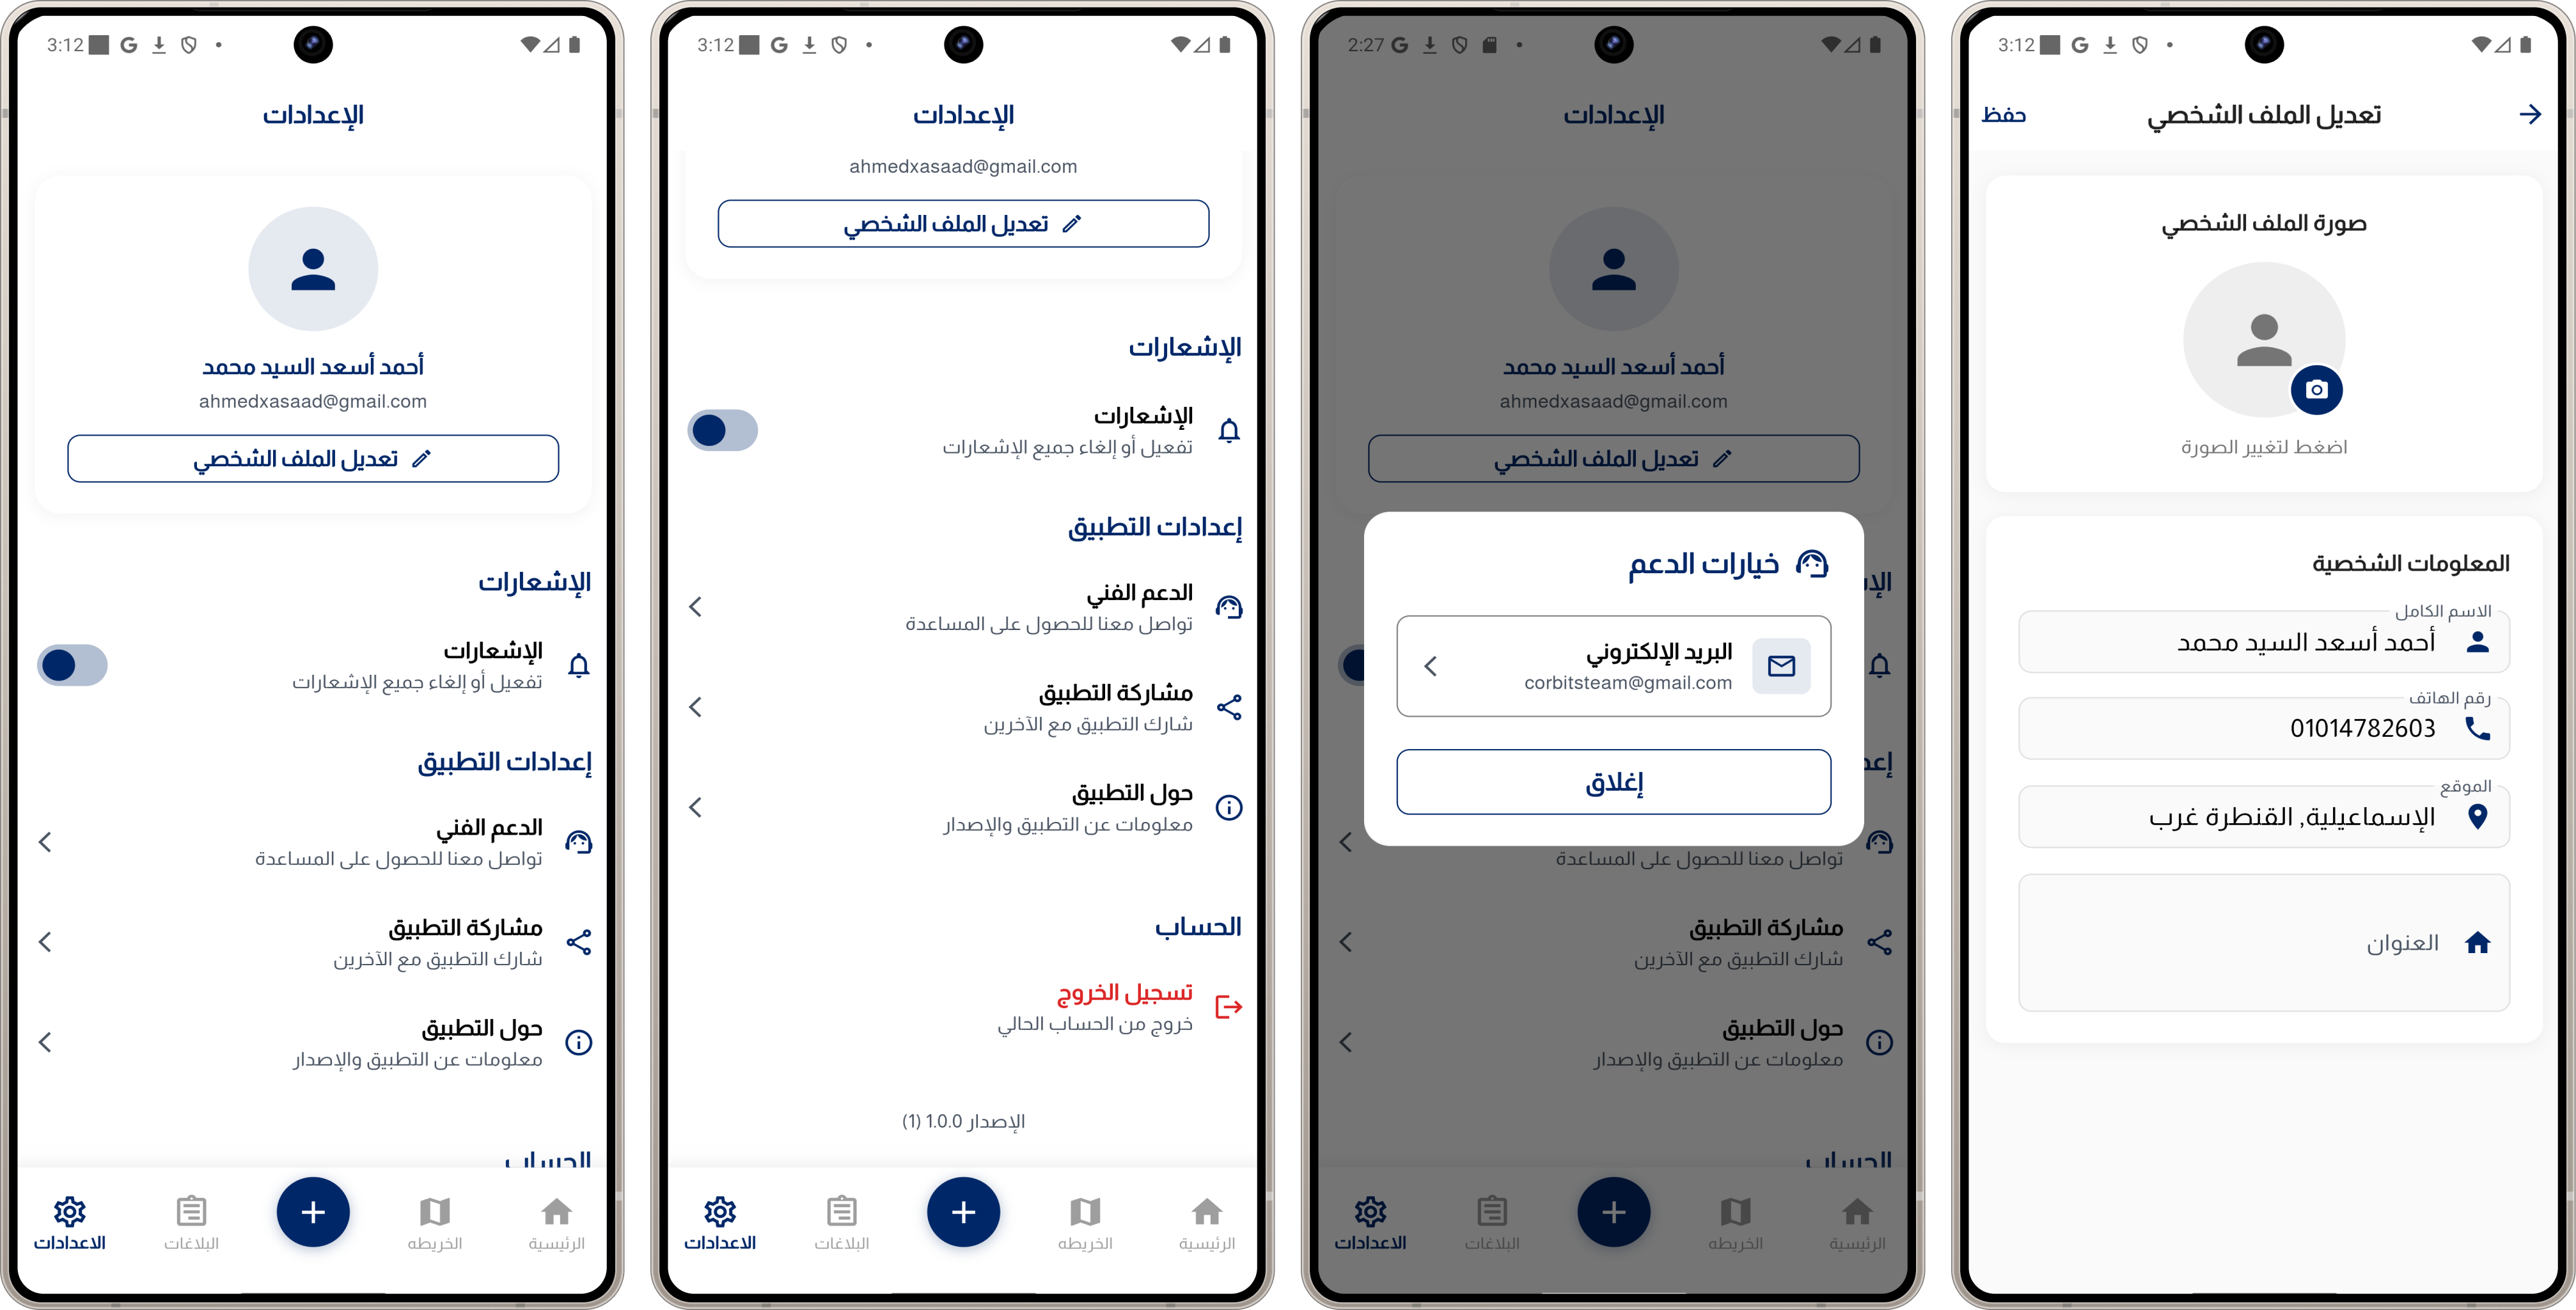 3:12
الإعدادات
أحمد أسعد السيد محمد
ahmedxasaad@gmail.com
تعديل الملف الشخصي
الإشعارات
الإشعارات
تفعيل أو إلغاء جميع الإشعارات
إعدادات التطبيق
الدعم الفني
تواصل معنا للحصول على المساعدة
مشاركة التطبيق
شارك التطبيق مع الآخرين
حول التطبيق
معلومات عن التطبيق والإصدار
الحساب
الرئيسية
الخريطه
البلاغات
الاعدادات
3:12
الإعدادات
ahmedxasaad@gmail.com
تعديل الملف الشخصي
الإشعارات
الإشعارات
تفعيل أو إلغاء جميع الإشعارات
إعدادات التطبيق
الدعم الفني
تواصل معنا للحصول على المساعدة
مشاركة التطبيق
شارك التطبيق مع الآخرين
حول التطبيق
معلومات عن التطبيق والإصدار
الحساب
تسجيل الخروج
خروج من الحساب الحالي
الإصدار 1.0.0 (1)
الرئيسية
الخريطه
البلاغات
الاعدادات
2:27
الإعدادات
أحمد أسعد السيد محمد
ahmedxasaad@gmail.com
تعديل الملف الشخصي
خيارات الدعم
البريد الإلكتروني
corbitsteam@gmail.com
إغلاق
تواصل معنا للحصول على المساعدة
مشاركة التطبيق
شارك التطبيق مع الآخرين
حول التطبيق
معلومات عن التطبيق والإصدار
الحساب
الرئيسية
الخريطه
البلاغات
الاعدادات
3:12
تعديل الملف الشخصي
حفظ
صورة الملف الشخصي
اضغط لتغيير الصورة
المعلومات الشخصية
الاسم الكامل
أحمد أسعد السيد محمد
رقم الهاتف
01014782603
الموقع
الإسماعيلية, القنطرة غرب
العنوان